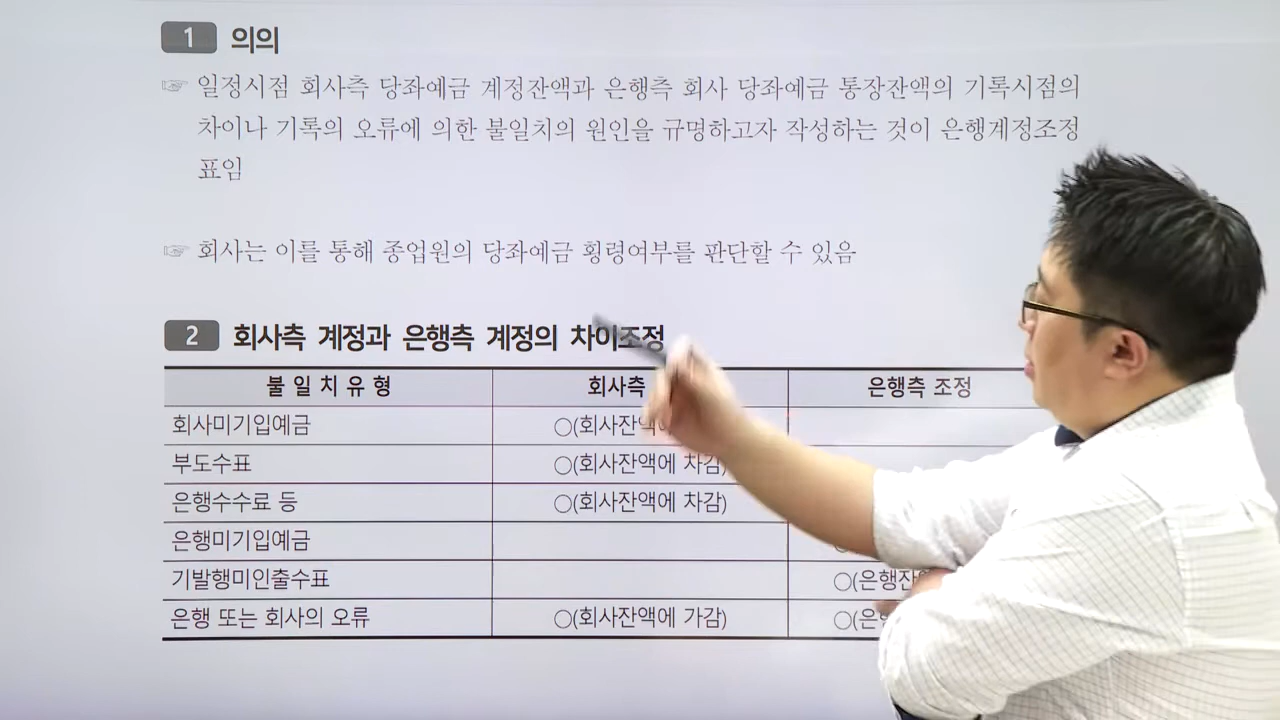 1 의의
☞ 일정시점 회사측 당좌예금 계정잔액과 은행측 회사 당좌예금 통장잔액의 기록시점의
차이나 기록의 오류에 의한 불일치의 원인을 규명하고자 작성하는 것이 은행계정조정
표임
☞ 회사는 이를 통해 종업원의 당좌예금 횡령여부를 판단할 수 있음
2 회사측 계정과 은행측 계정의 차이조정
불일치유형 회사측 은행측 조정
회사미기입예금 ○(회사잔액에
부도수표 ○(회사잔액에 차감)
은행수수료 등 ○(회사잔액에 차감)
은행미기입예금 ○
기발행미인출수표 ○(은행잔
은행 또는 회사의 오류 ○(회사잔액에 가감) ○(은